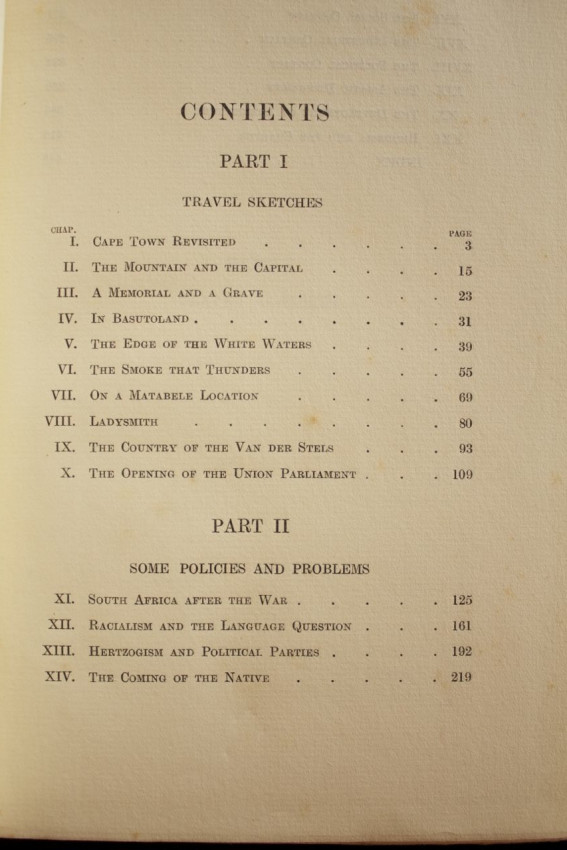 CONTENTS
PART I
TRAVEL SKETCHES
CHAP. PAGE
I. Cape Town Revisited . . . . . . 3
II. The Mountain and the Capital . . . . 15
III. A Memorial and a Grave . . . . . 23
IV. In Basutoland . . . . . . . . 31
V. The Edge of the White Waters . . . . 39
VI. The Smoke that Thunders . . . . . 55
VII. On a Matabele Location . . . . . 69
VIII. Ladysmith . . . . . . . . 80
IX. The Country of the Van der Stels . . . 93
X. The Opening of the Union Parliament . . . 109
PART II
SOME POLICIES AND PROBLEMS
XI. South Africa after the War . . . . . 125
XII. Racialism and the Language Question . . . 161
XIII. Hertzogism and Political Parties . . . . 192
XIV. The Coming of the Native . . . . . 219